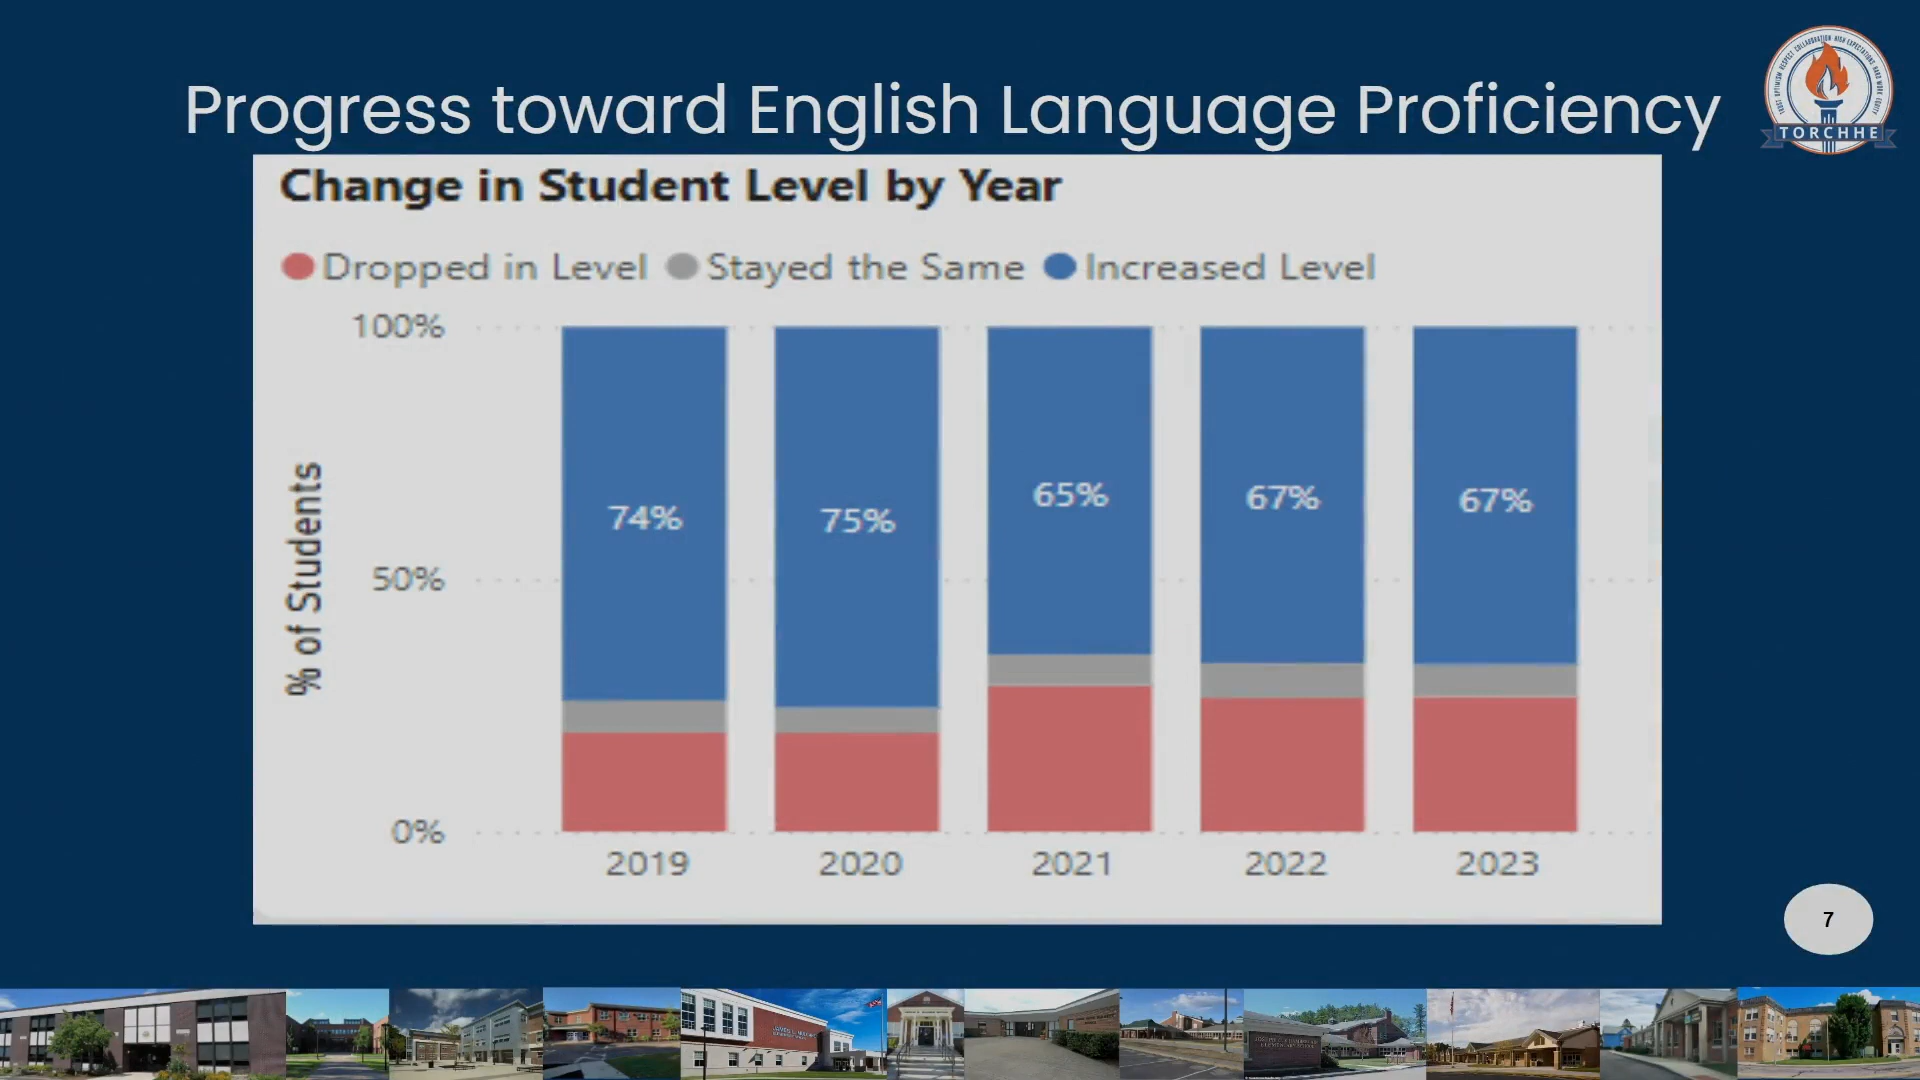 Progress toward English Language Proficiency
TORCHHE
Change in Student Level by Year
Dropped in Level Stayed the Same Increased Level
100%
50%
0%
% of Students
74%
75%
65%
67%
67%
2019
2020
2021
2022
2023
7